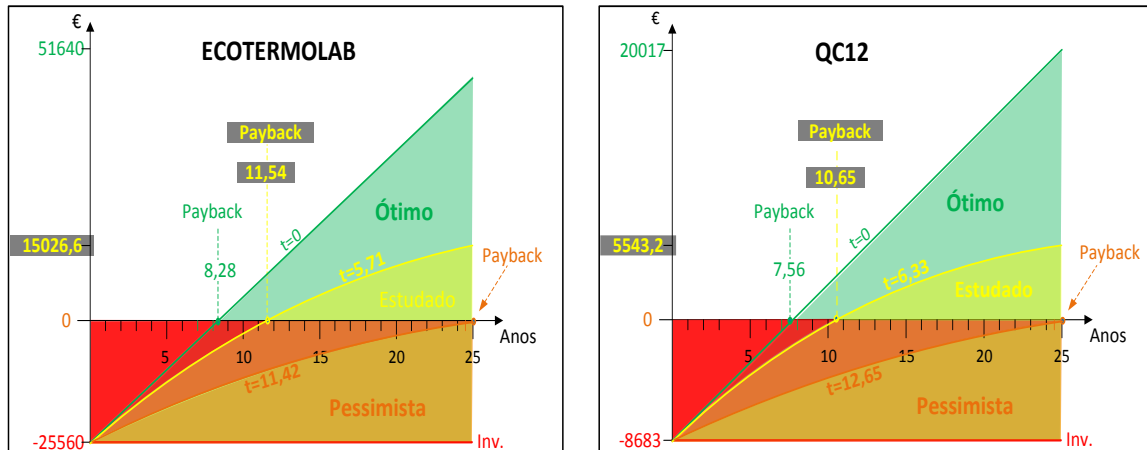 €
51640
ECOTERMOLAB
Payback
11,54
Payback
Ótimo
t=0
15026,6
8,28
t=5,71
Payback
Estudado
0
Anos
5
10
15
20
25
t=11,42
Pessimista
-25560
Inv.
€
20017
QC12
Payback
10,65
Payback
Ótimo
t=0
5543,2
7,56
t=6,33
Payback
Estudado
0
Anos
5
10
15
20
25
t=12,65
Pessimista
-8683
Inv.